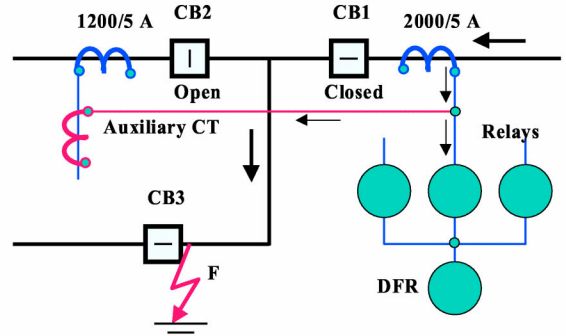 CB2
CB1
1200/5 A
2000/5 A
Open
Closed
Auxiliary CT
Relays
CB3
F
DFR